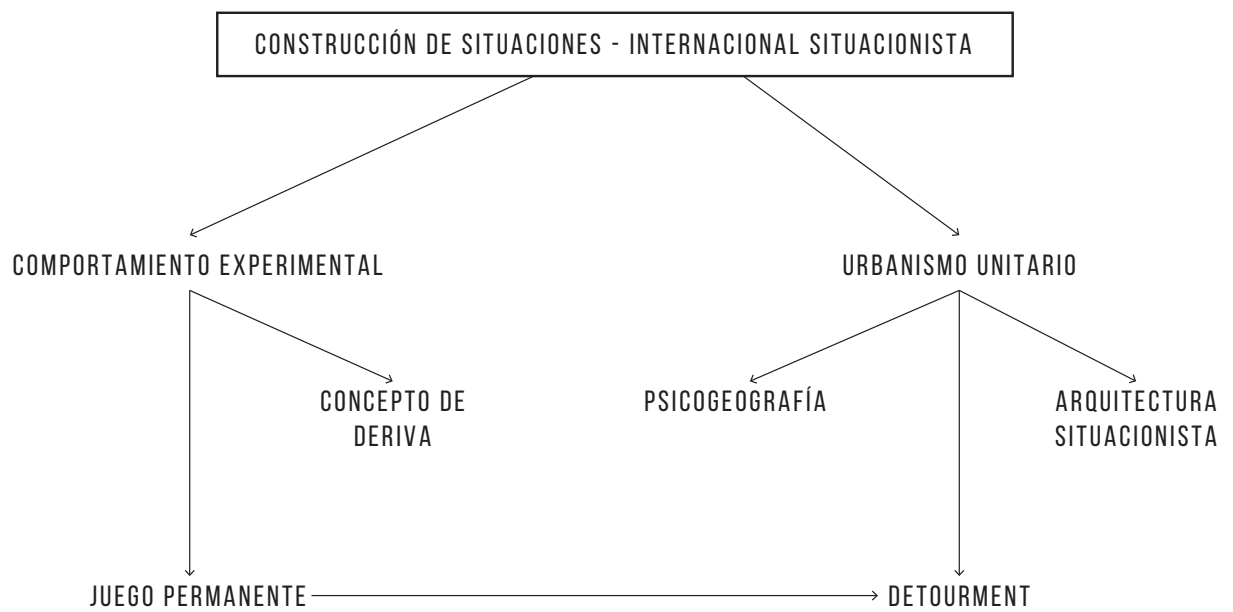 CONSTRUCCIÓN DE SITUACIONES - INTERNACIONAL SITUACIONISTA
COMPORTAMIENTO EXPERIMENTAL
URBANISMO UNITARIO
CONCEPTO DE
DERIVA
PSICOGEOGRAFÍA
ARQUITECTURA
SITUACIONISTA
JUEGO PERMANENTE
DETOURMENT